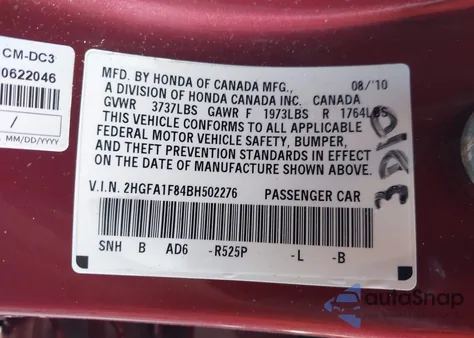 CM-DC3
0622046
/
MM/DD/YYYY
MFD. BY HONDA OF CANADA MFG., 08/'10
A DIVISION OF HONDA CANADA INC. CANADA
GVWR 3737LBS GAWR F 1973LBS R 1764LBS
THIS VEHICLE CONFORMS TO ALL APPLICABLE
FEDERAL MOTOR VEHICLE SAFETY, BUMPER,
AND THEFT PREVENTION STANDARDS IN EFFECT
ON THE DATE OF MANUFACTURE SHOWN ABOVE.
V.I.N. 2HGFA1F84BH502276 PASSENGER CAR
SNH B AD6 -R525P -L -B
autoSnap